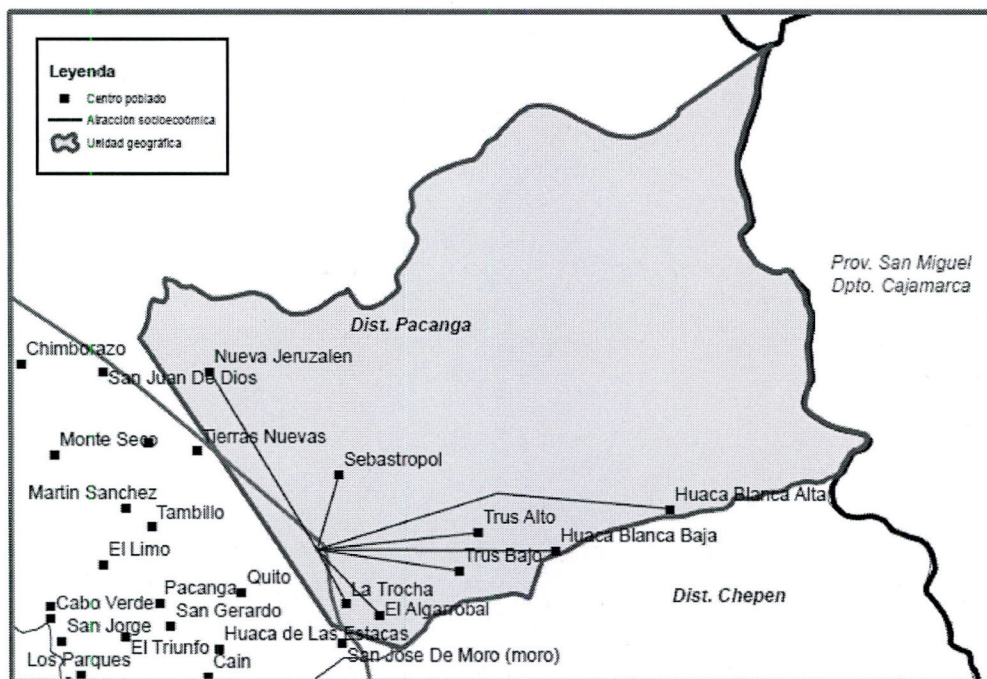 Leyenda
Centro poblado
Atracción socioecoómica
Unidad geográfica
Prov. San Miguel
Dpto. Cajamarca
Dist. Pacanga
Chimborazo
San Juan De Dios
Nueva Jeruzalen
Monte Seco
Tierras Nuevas
Sebastropol
Martin Sanchez
Tambillo
Huaca Blanca Alta
Trus Alto
Huaca Blanca Baja
El Limo
Trus Bajo
Cabo Verde
Pacanga
Quito
La Trocha
Dist. Chepen
San Jorge
San Gerardo
El Algarrobal
El Triunfo
Huaca de Las Estacas
San Jose De Moro (moro)
Los Parques
Cain